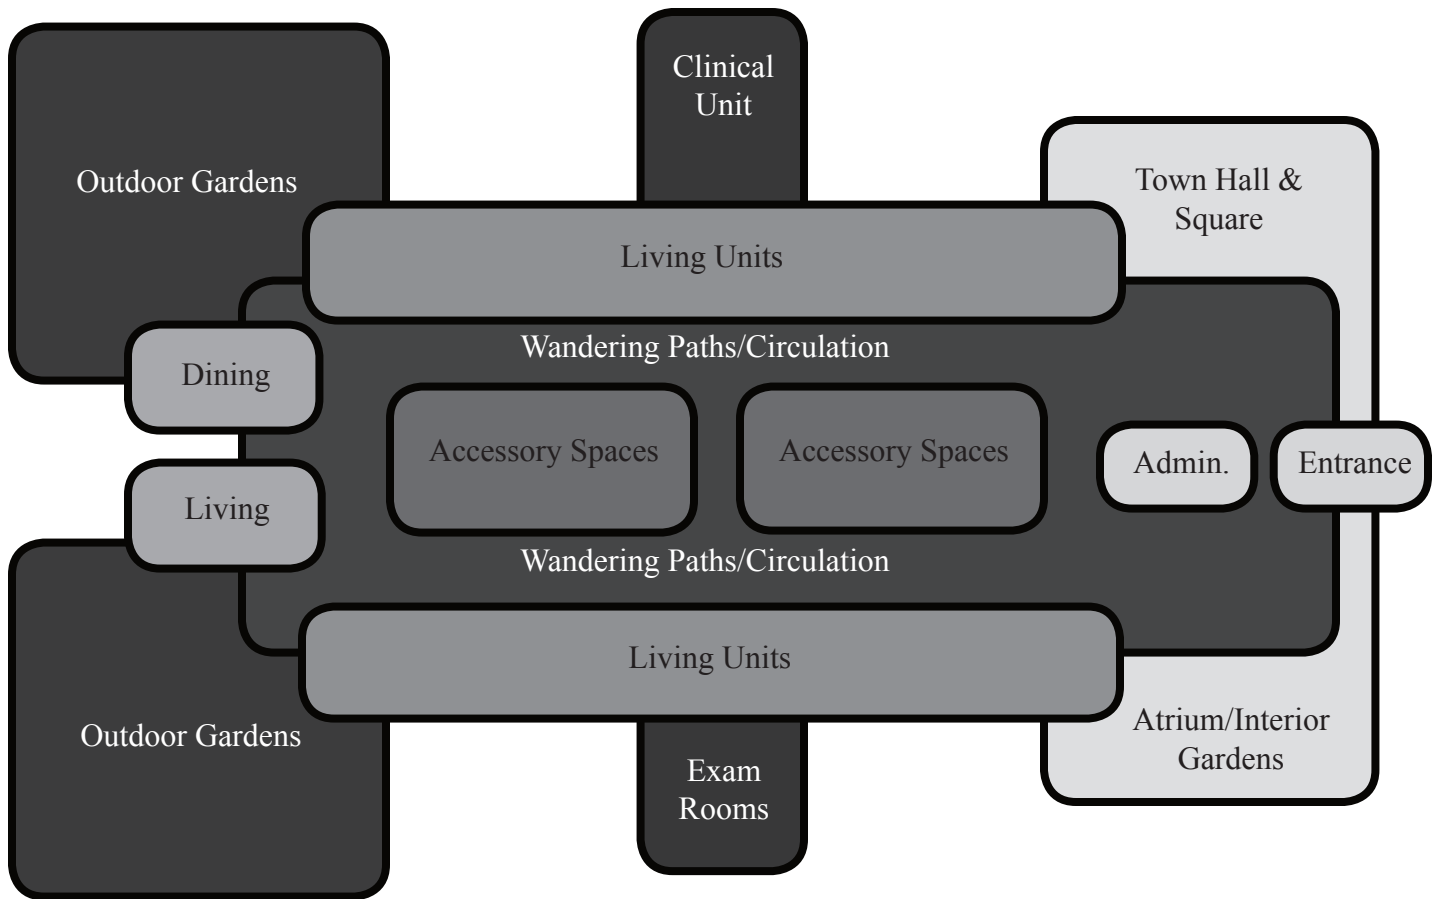 Clinical
Unit
Outdoor Gardens
Town Hall &
Square
Living Units
Wandering Paths/Circulation
Dining
Accessory Spaces
Accessory Spaces
Admin.
Entrance
Living
Wandering Paths/Circulation
Living Units
Outdoor Gardens
Atrium/Interior
Gardens
Exam
Rooms